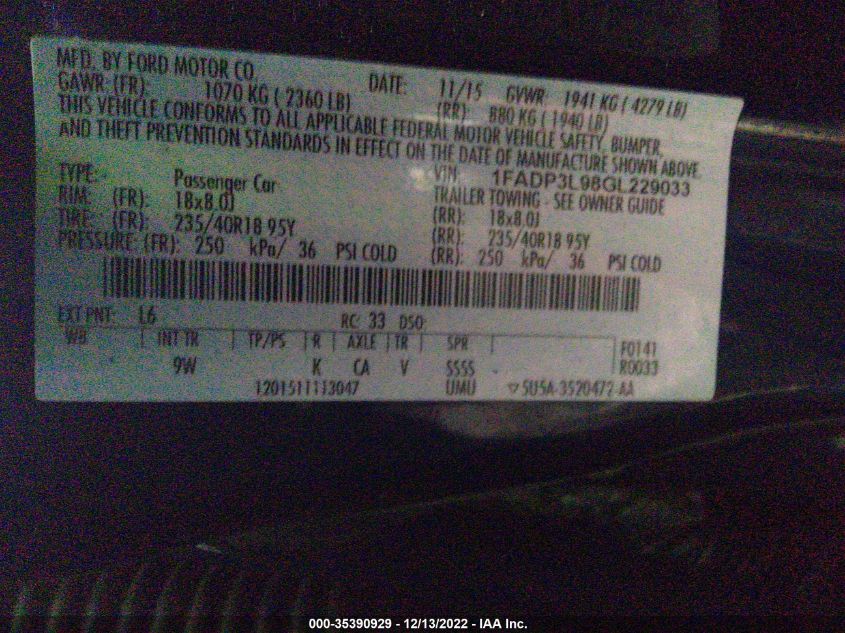 MFD. BY FORD MOTOR CO.
DATE: 11/15 GVWR: 1941 KG ( 4279 LB)
GAWR: (FR): 1070 KG ( 2360 LB) (RR): 880 KG ( 1940 LB)
THIS VEHICLE CONFORMS TO ALL APPLICABLE FEDERAL MOTOR VEHICLE SAFETY, BUMPER,
AND THEFT PREVENTION STANDARDS IN EFFECT ON THE DATE OF MANUFACTURE SHOWN ABOVE.
VIN: 1FADP3L98GL229033
TYPE: Passenger Car TRAILER TOWING - SEE OWNER GUIDE
RIM: (FR): 18x8.0J (RR): 18x8.0J
TIRE: (FR): 235/40R18 95Y (RR): 235/40R18 95Y
PRESSURE: (FR): 250 kPa/ 36 PSI COLD (RR): 250 kPa/ 36 PSI COLD
EXT PNT: L6 RC: 33 DSO:
WB INT TR TP/PS R AXLE TR SPR F0141
9W K CA V SSSS R0033
1201511113047 UMU ▽ 5U5A-3520472-AA
000-35390929 - 12/13/2022 - IAA Inc.